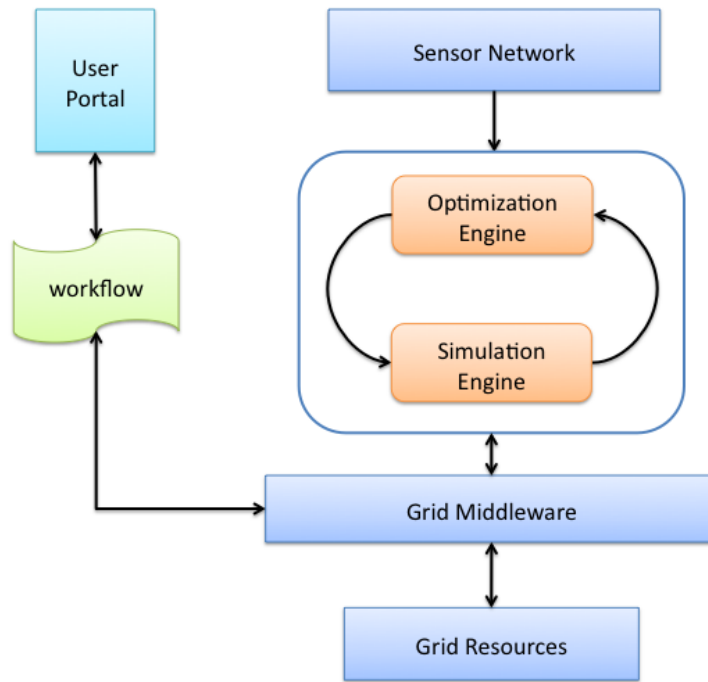 User
Portal
Sensor Network
Optimization
Engine
workflow
Simulation
Engine
Grid Middleware
Grid Resources